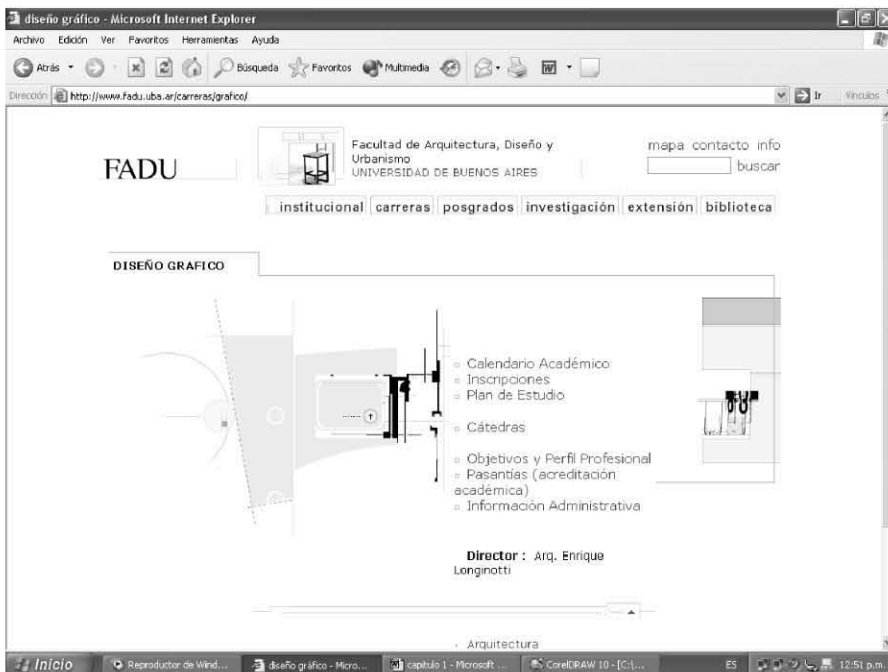 diseño gráfico - Microsoft Internet Explorer
Archivo Edición Ver Favoritos Herramientas Ayuda
Atrás Búsqueda Favoritos Multimedia
Dirección http://www.fadu.uba.ar/carreras/grafico/ Ir Vínculos
FADU
Facultad de Arquitectura, Diseño y
Urbanismo
UNIVERSIDAD DE BUENOS AIRES
mapa contacto info
buscar
institucional carreras posgrados investigación extensión biblioteca
DISEÑO GRAFICO
Calendario Académico
Inscripciones
Plan de Estudio
Cátedras
Objetivos y Perfil Profesional
Pasantías (acreditación
académica)
Información Administrativa
Director : Arq. Enrique
Longinotti
Arquitectura
Inicio Reproductor de Wind... diseño gráfico - Micro... capítulo 1 - Microsoft ... CorelDRAW 10 - [C:\... ES 12:51 p.m.